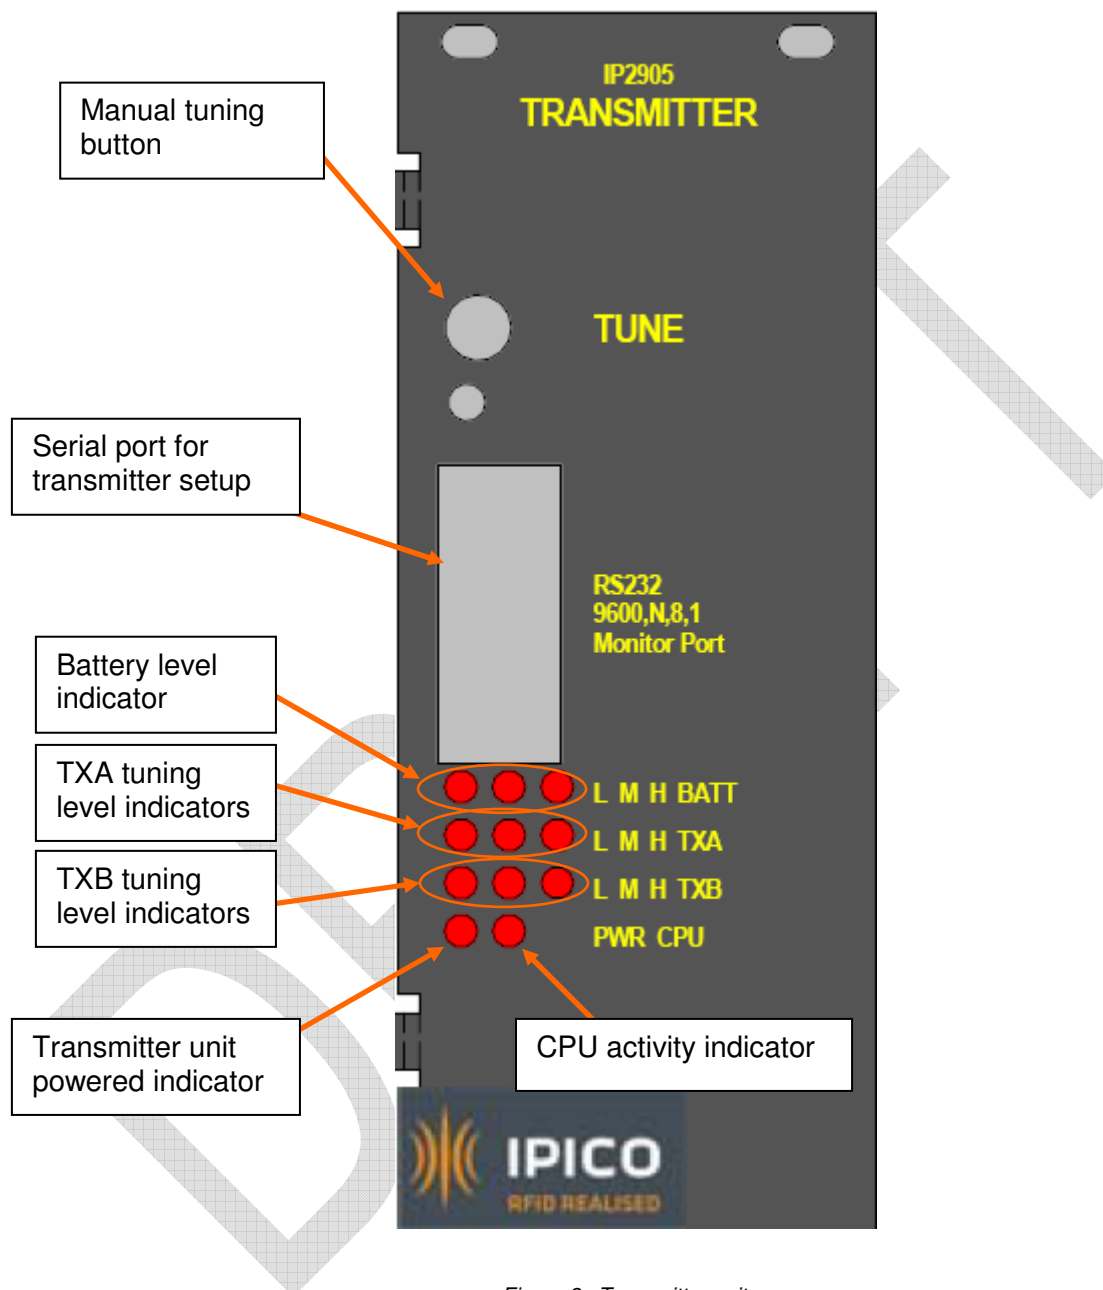 IP2905
TRANSMITTER
Manual tuning
button
TUNE
Serial port for
transmitter setup
RS232
9600,N,8,1
Monitor Port
Battery level
indicator
L M H BATT
TXA tuning
level indicators
L M H TXA
TXB tuning
level indicators
L M H TXB
PWR CPU
Transmitter unit
powered indicator
CPU activity indicator
IPICO
RFID REALISED